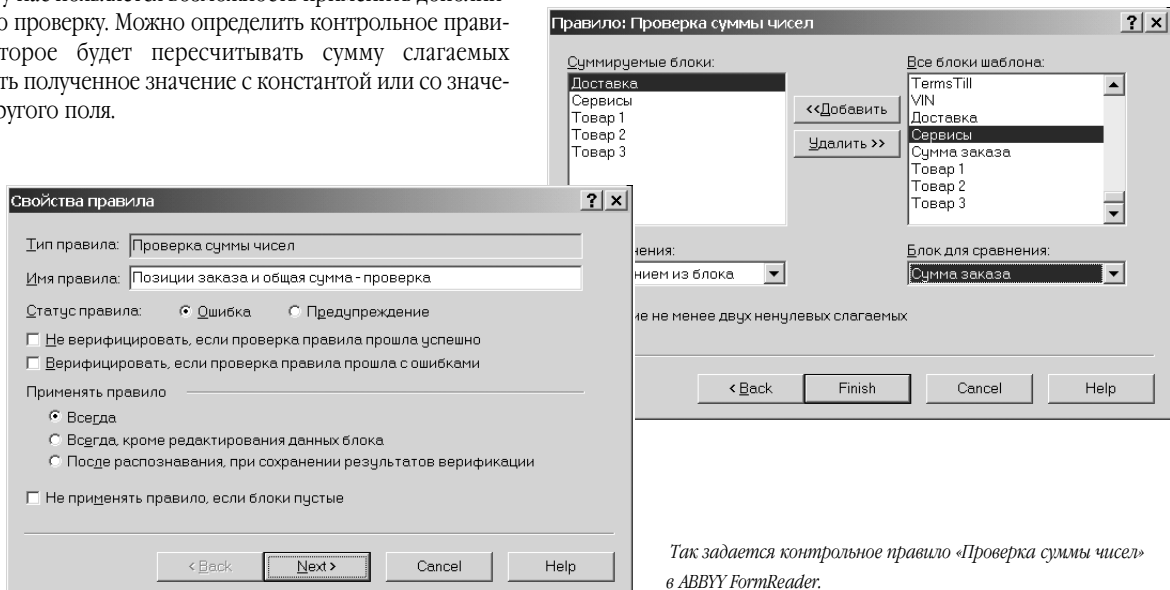 о проверку. Можно определить контрольное прави-
торое будет пересчитывать сумму слагаемых
ть полученное значение с константой или со значе-
ругого поля.
Правило: Проверка суммы чисел
Суммируемые блоки:
Все блоки шаблона:
Доставка
Сервисы
Товар 1
Товар 2
Товар 3
<<Добавить
Удалить >>
TermsTill
VIN
Доставка
Сервисы
Сумма заказа
Товар 1
Товар 2
Товар 3
нения:
нием из блока
Блок для сравнения:
Сумма заказа
ие не менее двух ненулевых слагаемых
< Back
Finish
Cancel
Help
Свойства правила
Тип правила: Проверка суммы чисел
Имя правила: Позиции заказа и общая сумма - проверка
Статус правила: Ошибка Предупреждение
Не верифицировать, если проверка правила прошла успешно
Верифицировать, если проверка правила прошла с ошибками
Применять правило
Всегда
Всегда, кроме редактирования данных блока
После распознавания, при сохранении результатов верификации
Не применять правило, если блоки пустые
< Back
Next >
Cancel
Help
Так задается контрольное правило «Проверка суммы чисел»
в ABBYY FormReader.